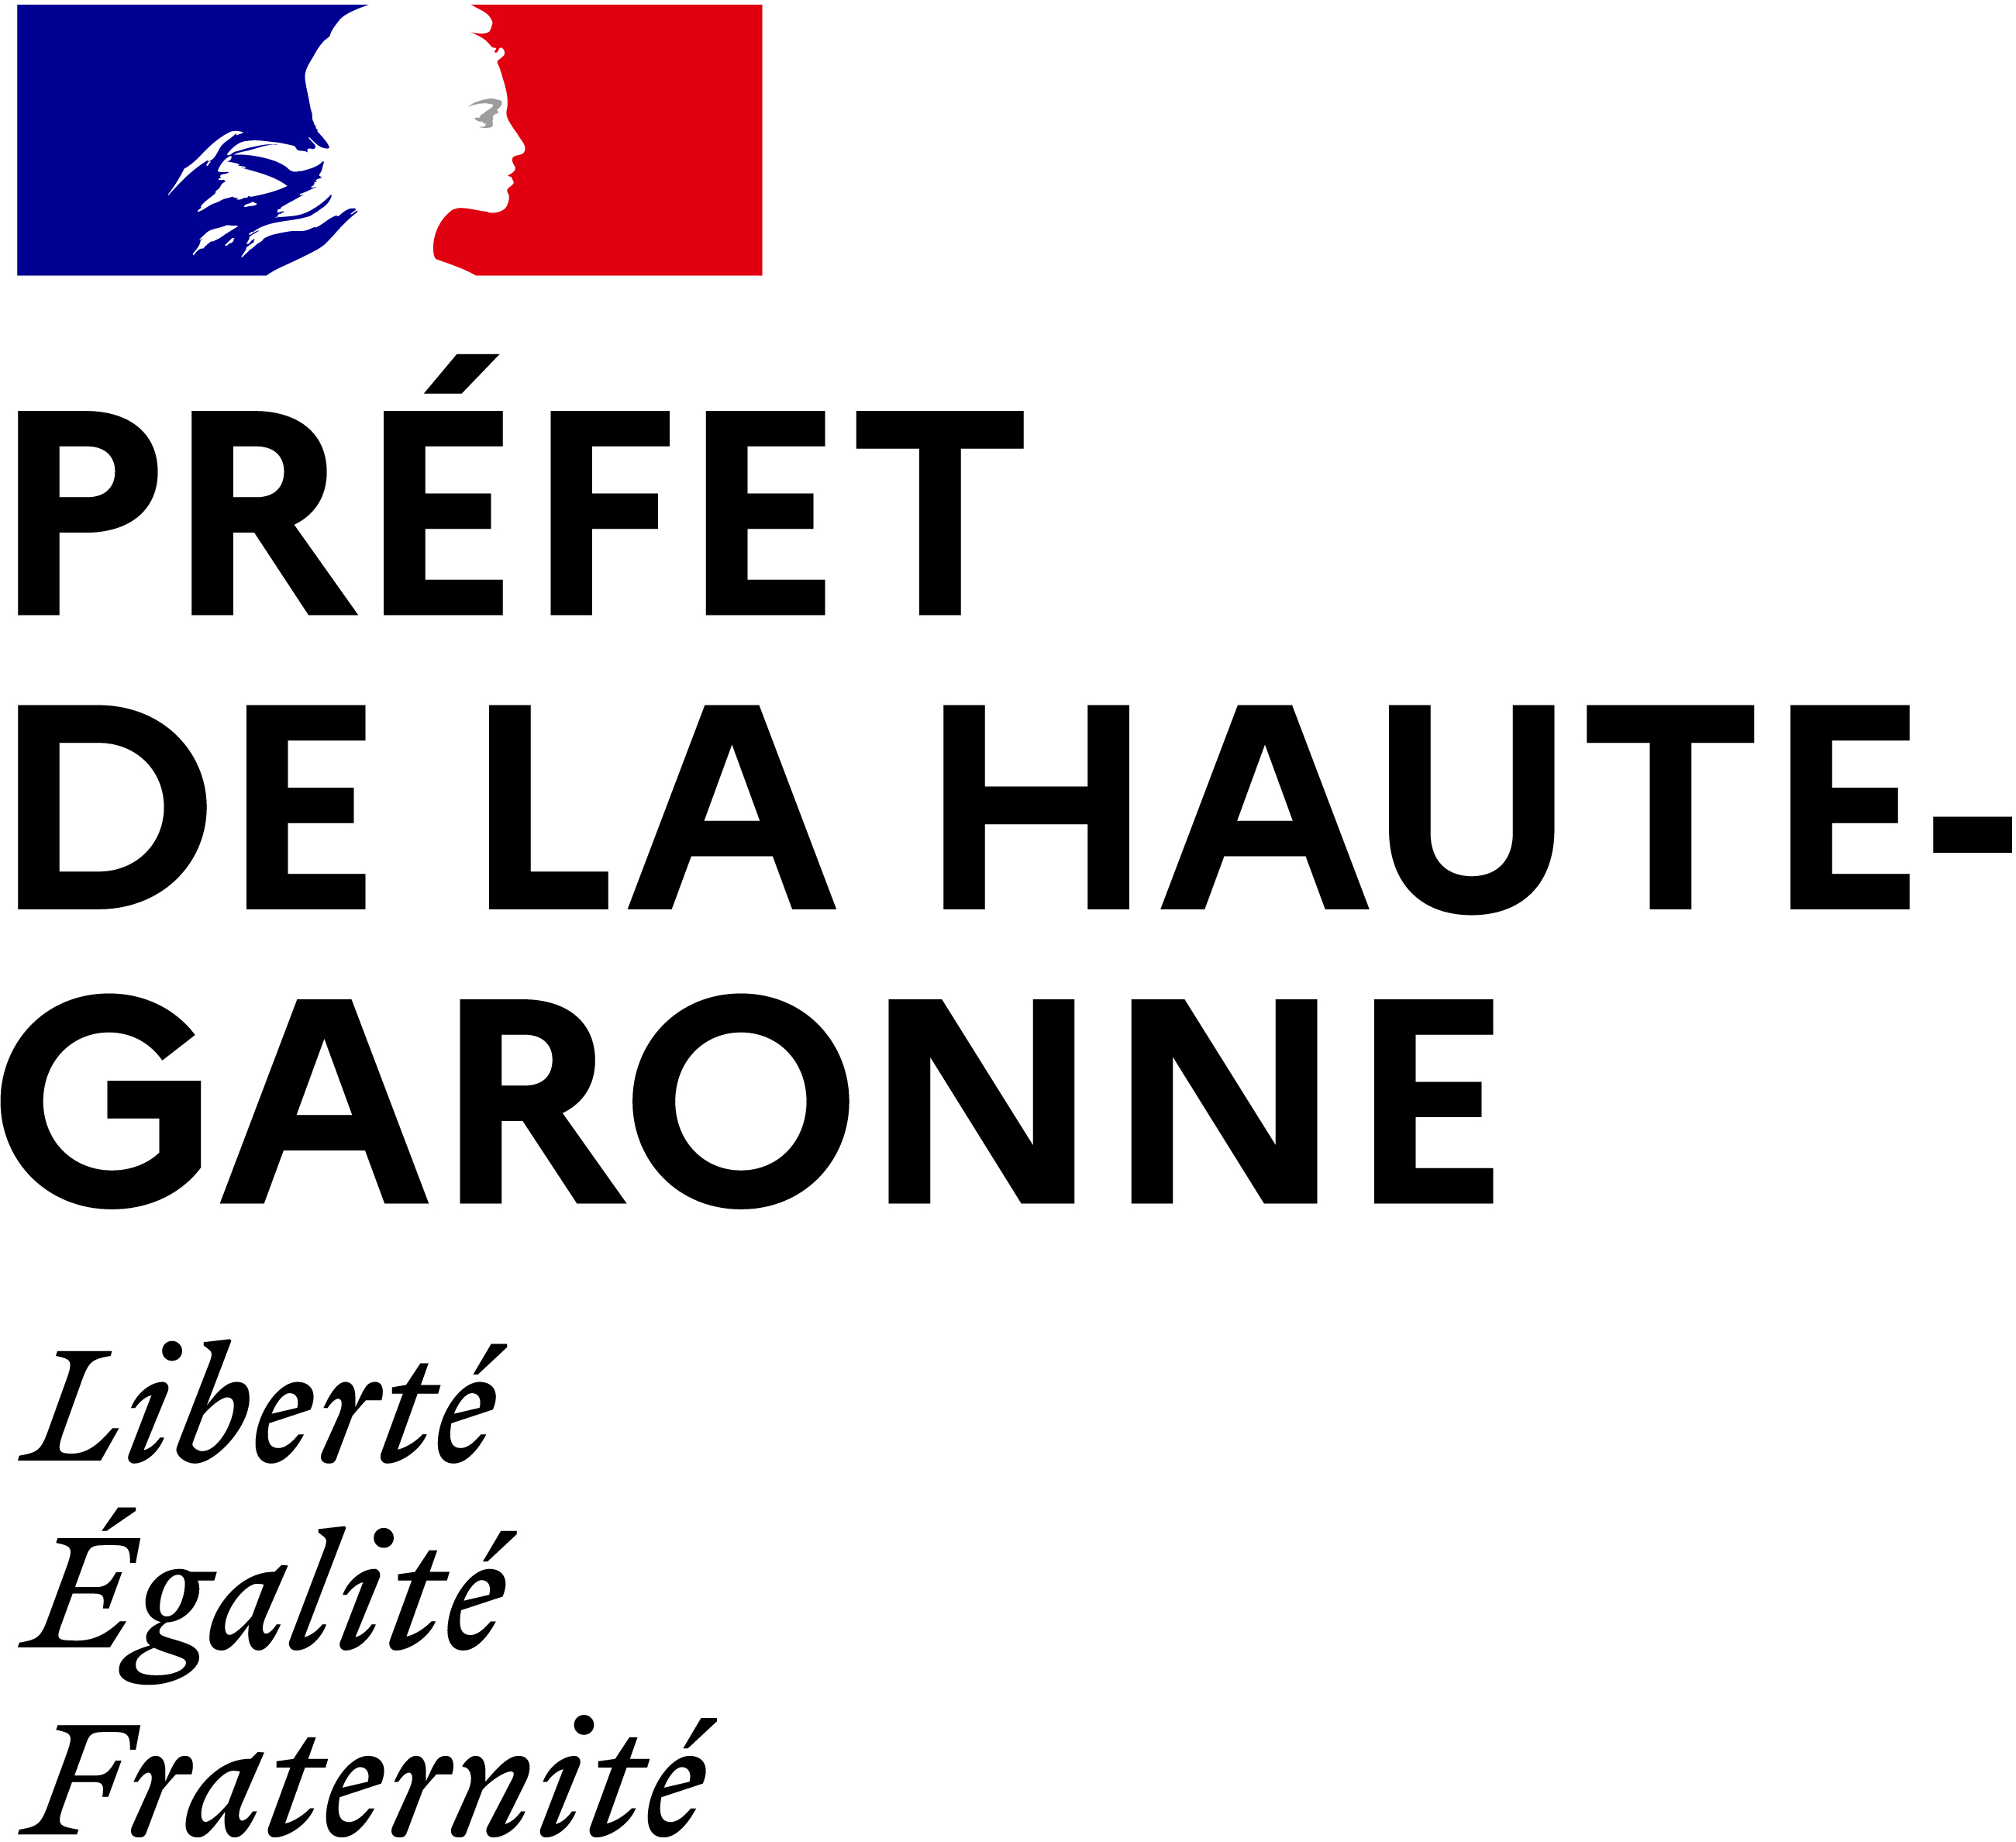 PRÉFET
DE LA HAUTE-
GARONNE
Liberté
Égalité
Fraternité